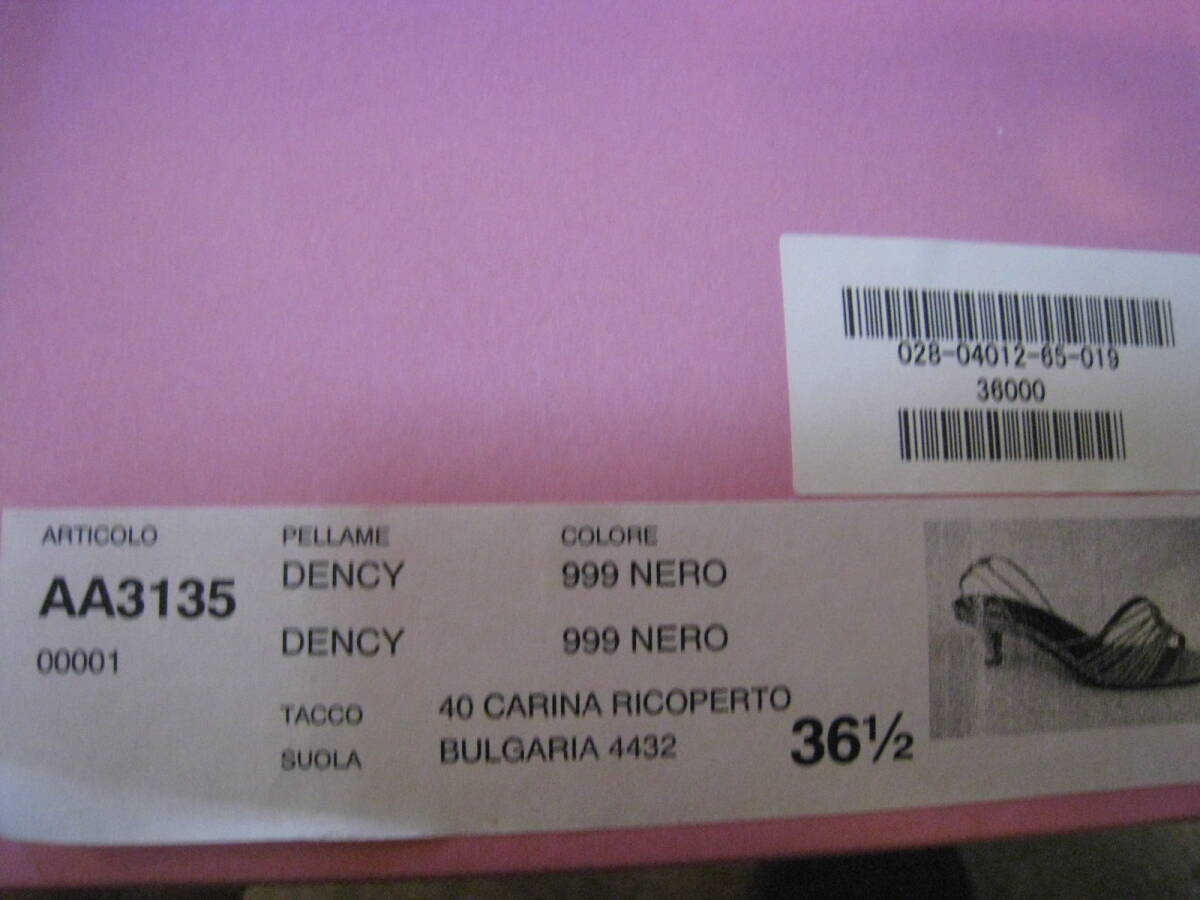 028-04012-65-019
36000
ARTICOLO PELLAME COLORE
AA3135 DENCY 999 NERO
00001 DENCY 999 NERO
TACCO 40 CARINA RICOPERTO
SUOLA BULGARIA 4432 36½